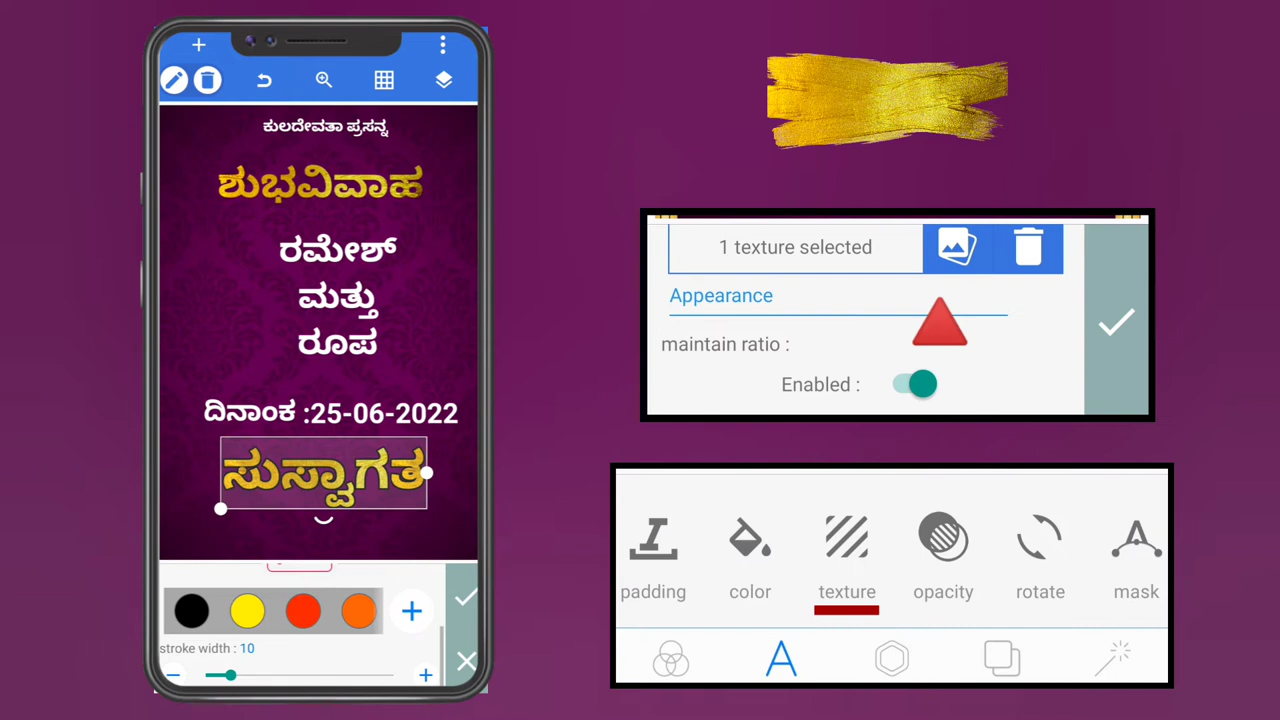 ಕುಲದೇವತಾ ಪ್ರಸನ್ನ
ಶುಭವಿವಾಹ
ರಮೇಶ್
ಮತ್ತು
ರೂಪ
ದಿನಾಂಕ :25-06-2022
ಸುಸ್ವಾಗತ
stroke width : 10
1 texture selected
Appearance
maintain ratio :
Enabled :
padding color texture opacity rotate mask